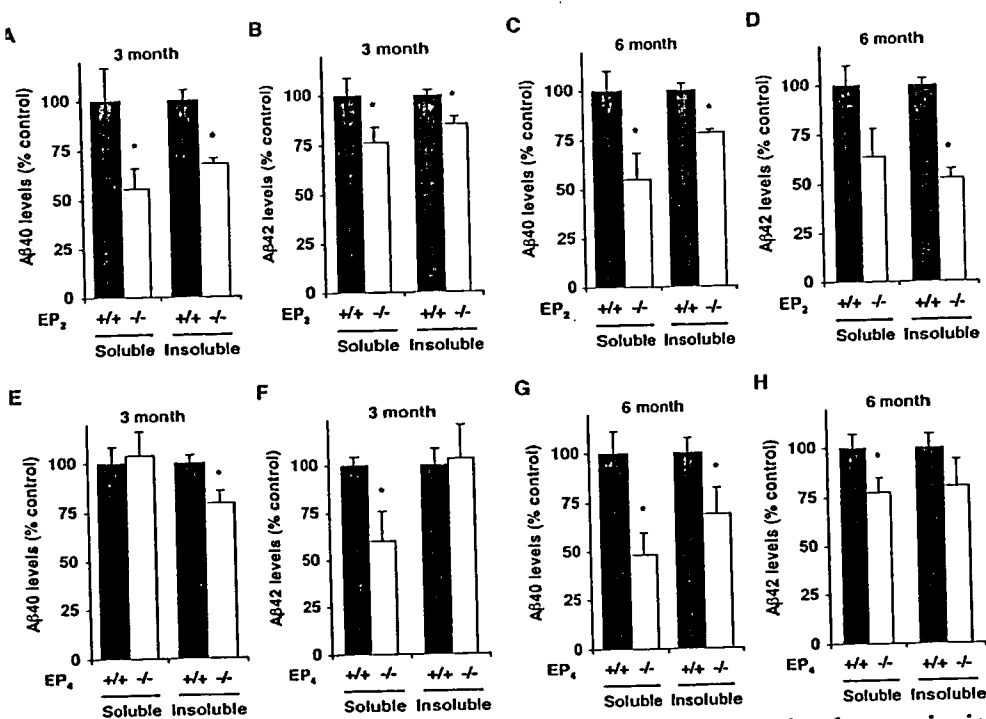 A
3 month
Aβ40 levels (% control)
100
75
50
25
0
*
*
EP2 +/+ -/- +/+ -/-
Soluble Insoluble
B
3 month
Aβ42 levels (% control)
100
75
50
25
0
*
*
EP2 +/+ -/- +/+ -/-
Soluble Insoluble
C
6 month
Aβ40 levels (% control)
100
75
50
25
0
*
*
EP2 +/+ -/- +/+ -/-
Soluble Insoluble
D
6 month
Aβ42 levels (% control)
100
75
50
25
0
*
EP2 +/+ -/- +/+ -/-
Soluble Insoluble
E
3 month
Aβ40 levels (% control)
100
75
50
25
0
*
EP4 +/+ -/- +/+ -/-
Soluble Insoluble
F
3 month
Aβ42 levels (% control)
100
75
50
25
0
*
EP4 +/+ -/- +/+ -/-
Soluble Insoluble
G
6 month
Aβ40 levels (% control)
100
75
50
25
0
*
*
EP4 +/+ -/- +/+ -/-
Soluble Insoluble
H
6 month
Aβ42 levels (% control)
100
75
50
25
0
*
EP4 +/+ -/- +/+ -/-
Soluble Insoluble